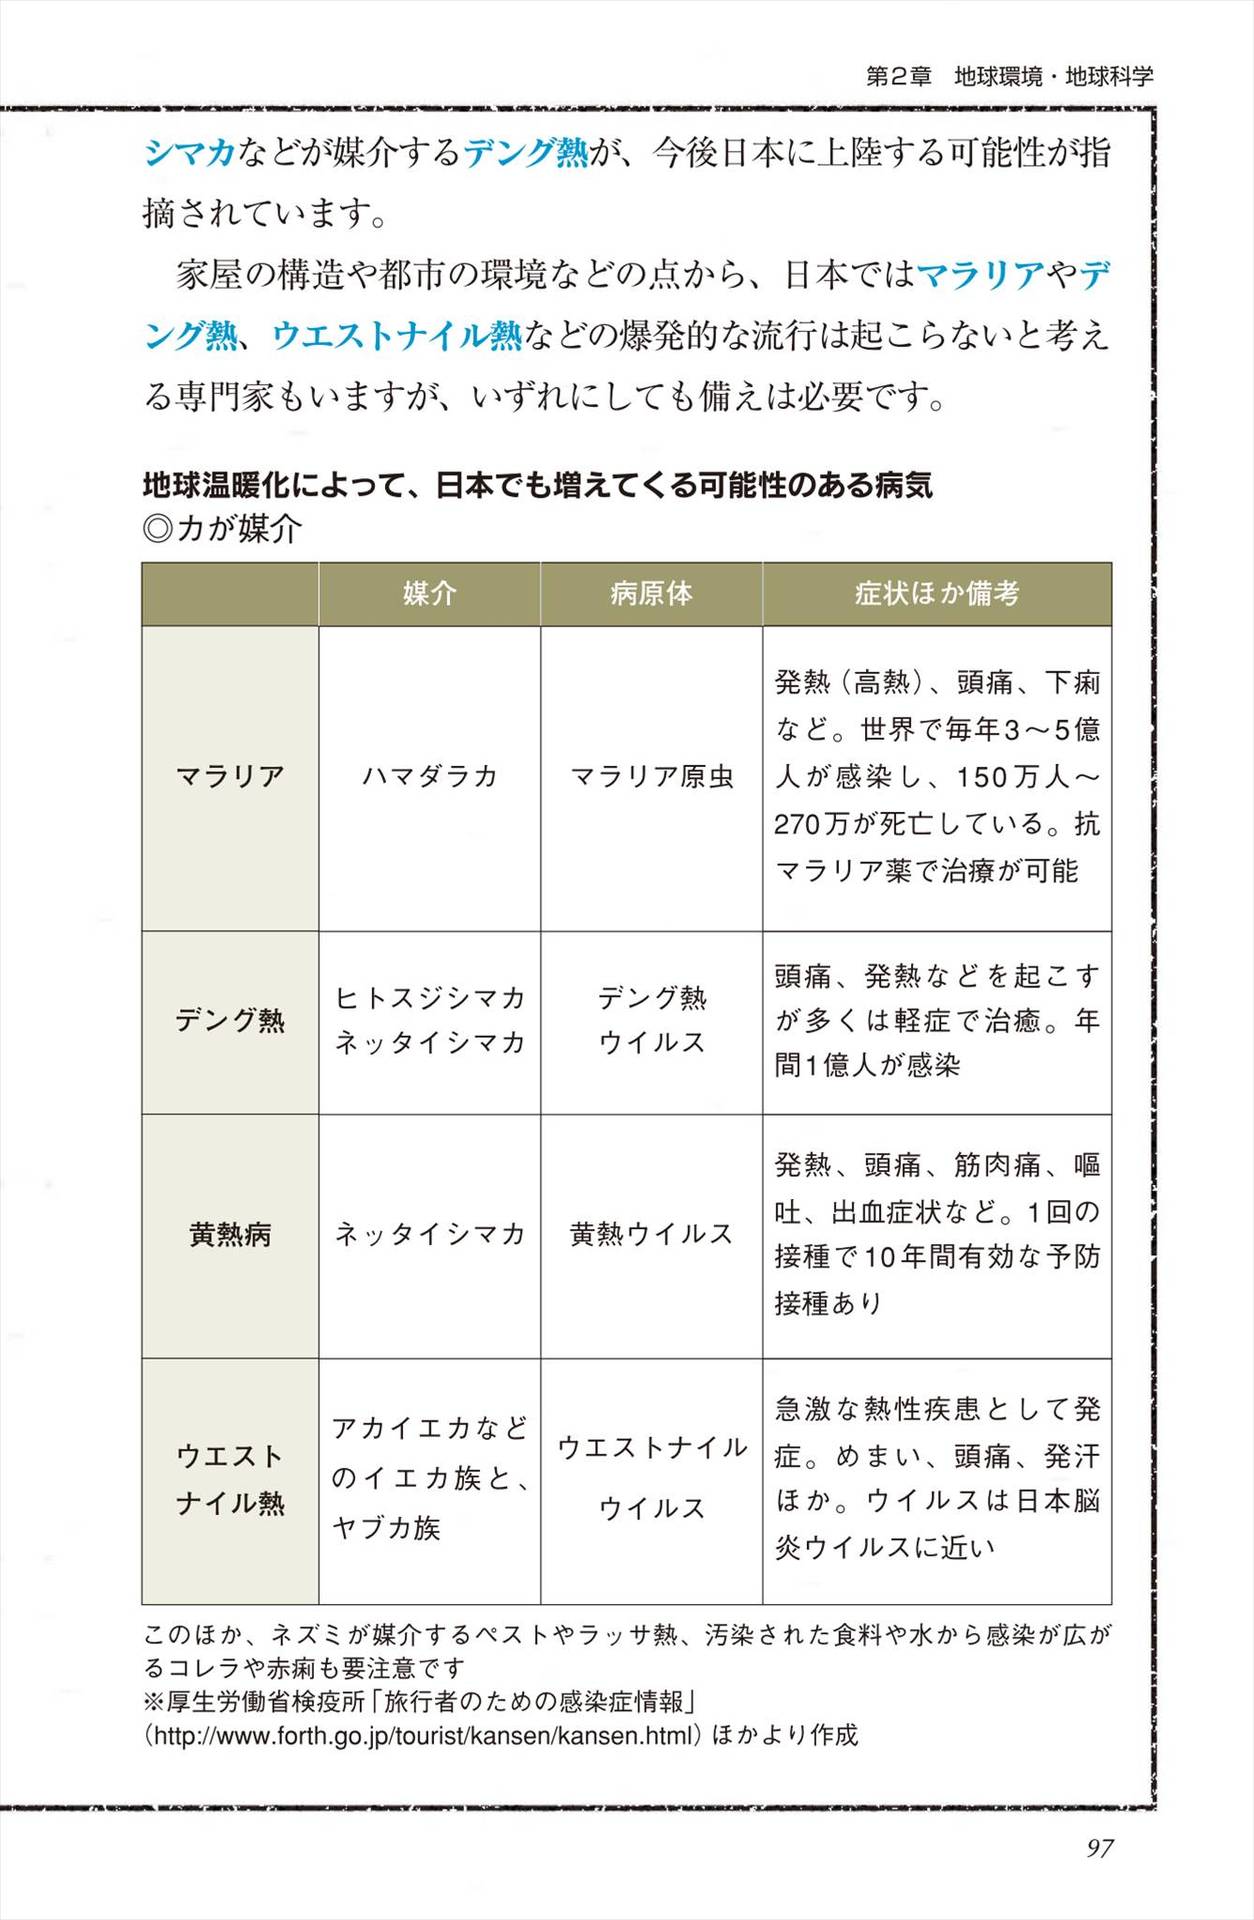 第2章　地球環境・地球科学
シマカなどが媒介するデング熱が、今後日本に上陸する可能性が指
摘されています。
　家屋の構造や都市の環境などの点から、日本ではマラリアやデ
ング熱、ウエストナイル熱などの爆発的な流行は起こらないと考え
る専門家もいますが、いずれにしても備えは必要です。
地球温暖化によって、日本でも増えてくる可能性のある病気
◎カが媒介
媒介　病原体　症状ほか備考
マラリア
ハマダラカ
マラリア原虫
発熱（高熱）、頭痛、下痢
など。世界で毎年3〜5億
人が感染し、150万人〜
270万が死亡している。抗
マラリア薬で治療が可能
デング熱
ヒトスジシマカ
ネッタイシマカ
デング熱
ウイルス
頭痛、発熱などを起こす
が多くは軽症で治癒。年
間1億人が感染
黄熱病
ネッタイシマカ
黄熱ウイルス
発熱、頭痛、筋肉痛、嘔
吐、出血症状など。1回の
接種で10年間有効な予防
接種あり
ウエスト
ナイル熱
アカイエカなど
のイエカ族と、
ヤブカ族
ウエストナイル
ウイルス
急激な熱性疾患として発
症。めまい、頭痛、発汗
ほか。ウイルスは日本脳
炎ウイルスに近い
このほか、ネズミが媒介するペストやラッサ熱、汚染された食料や水から感染が広が
るコレラや赤痢も要注意です
※厚生労働省検疫所「旅行者のための感染症情報」
（http://www.forth.go.jp/tourist/kansen/kansen.html）ほかより作成
97